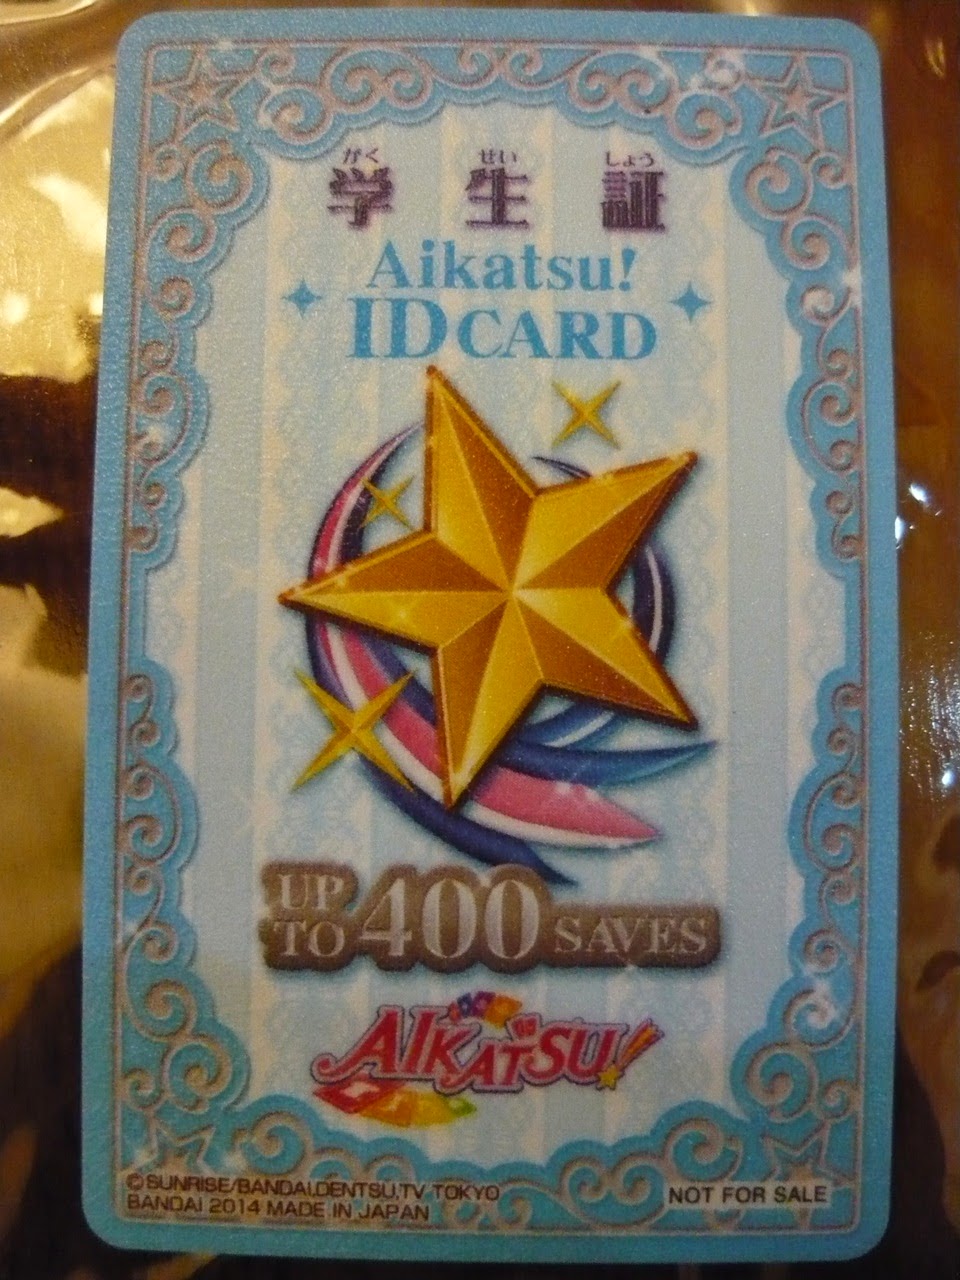 がく せい しょう
学生証
Aikatsu!
ID CARD
UP TO 400 SAVES
AIKATSU!
©SUNRISE/BANDAI,DENTSU,TV TOKYO
BANDAI 2014 MADE IN JAPAN
NOT FOR SALE